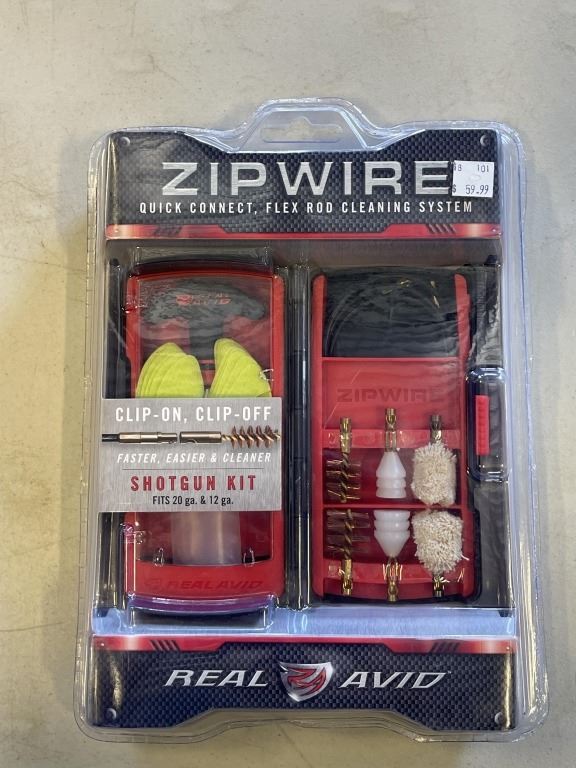 ZIPWIRE
101
$ 59.99
QUICK CONNECT, FLEX ROD CLEANING SYSTEM
ZIPWIRE
CLIP-ON, CLIP-OFF
FASTER, EASIER & CLEANER
SHOTGUN KIT
FITS 20 ga. & 12 ga.
REAL AVID
REAL AVID